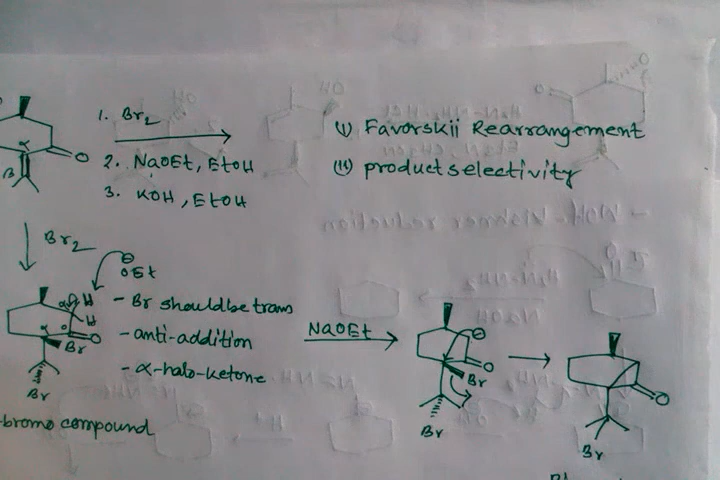 1. Br2
2. NaOEt, EtOH
3. KOH, EtOH
(i) Favorskii Rearrangement
(ii) product selectivity
α
O
β
Br2
⊖
OEt
α H
H
α
O
Br
Br
- Br should be trans
- anti-addition
- α-halo-ketone
NaOEt
⊖
O
Br
Br
O
Br
-bromo compound